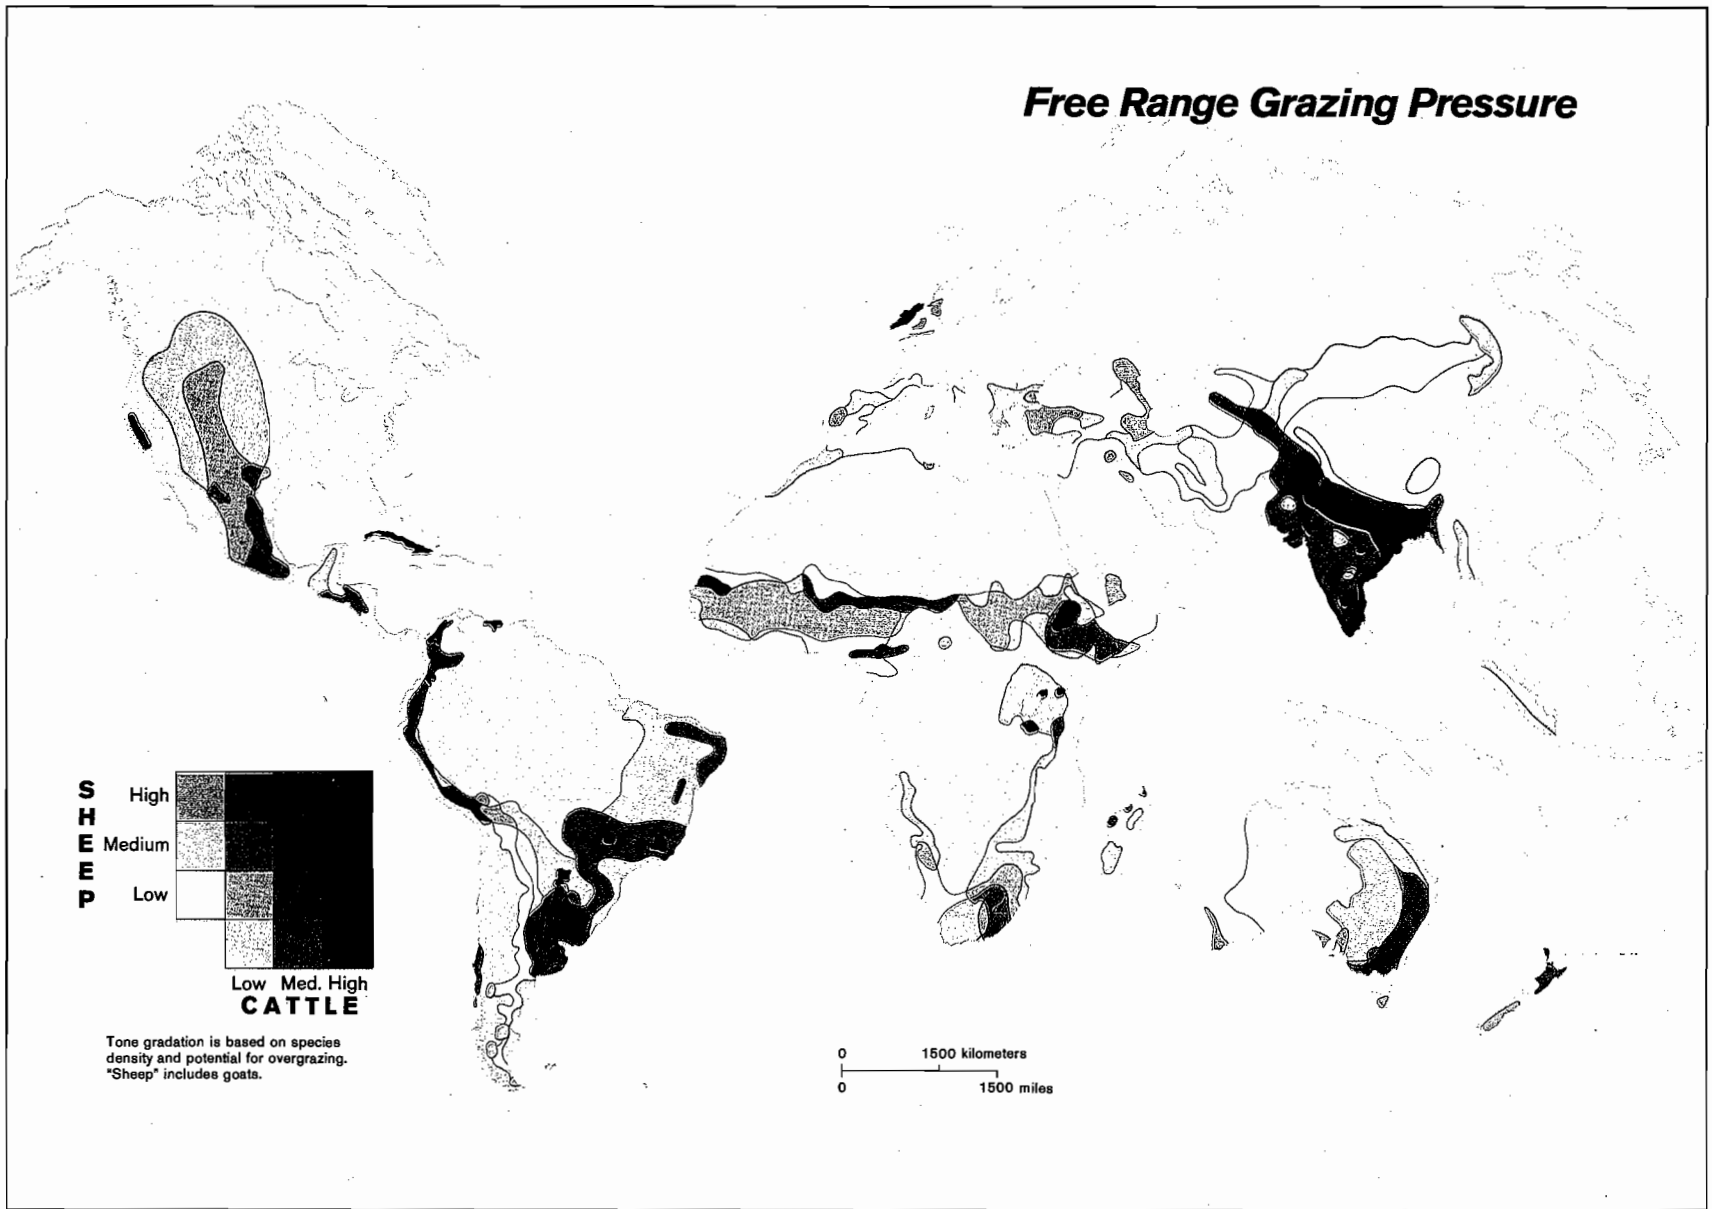 Free Range Grazing Pressure
SHEEP
High
Medium
Low
Low Med. High
CATTLE
Tone gradation is based on species
density and potential for overgrazing.
"Sheep" includes goats.
0 1500 kilometers
0 1500 miles